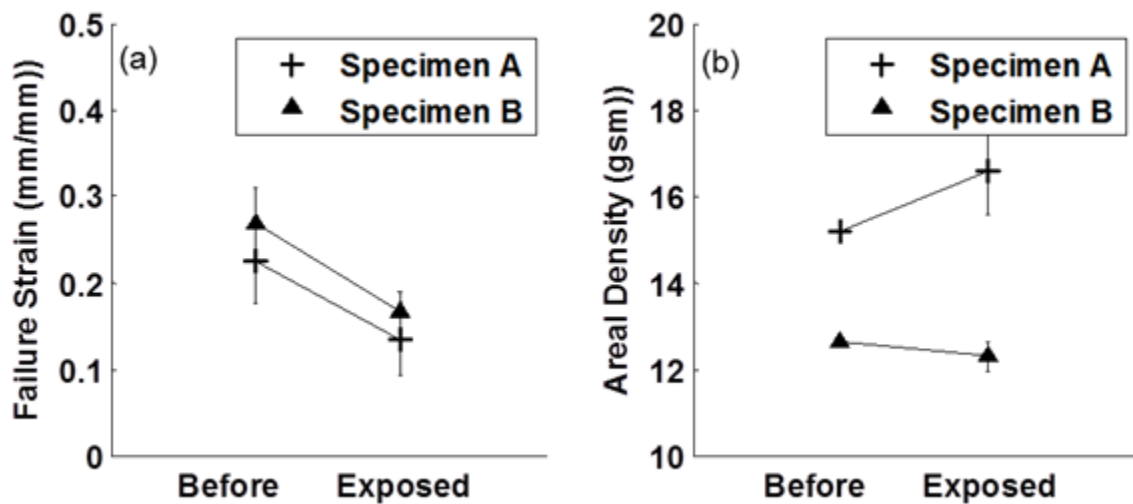 (a)
Specimen A
Specimen B
0.5
0.4
0.3
0.2
0.1
0
Failure Strain (mm/mm))
Before Exposed
(b)
Specimen A
Specimen B
20
18
16
14
12
10
Areal Density (gsm))
Before Exposed